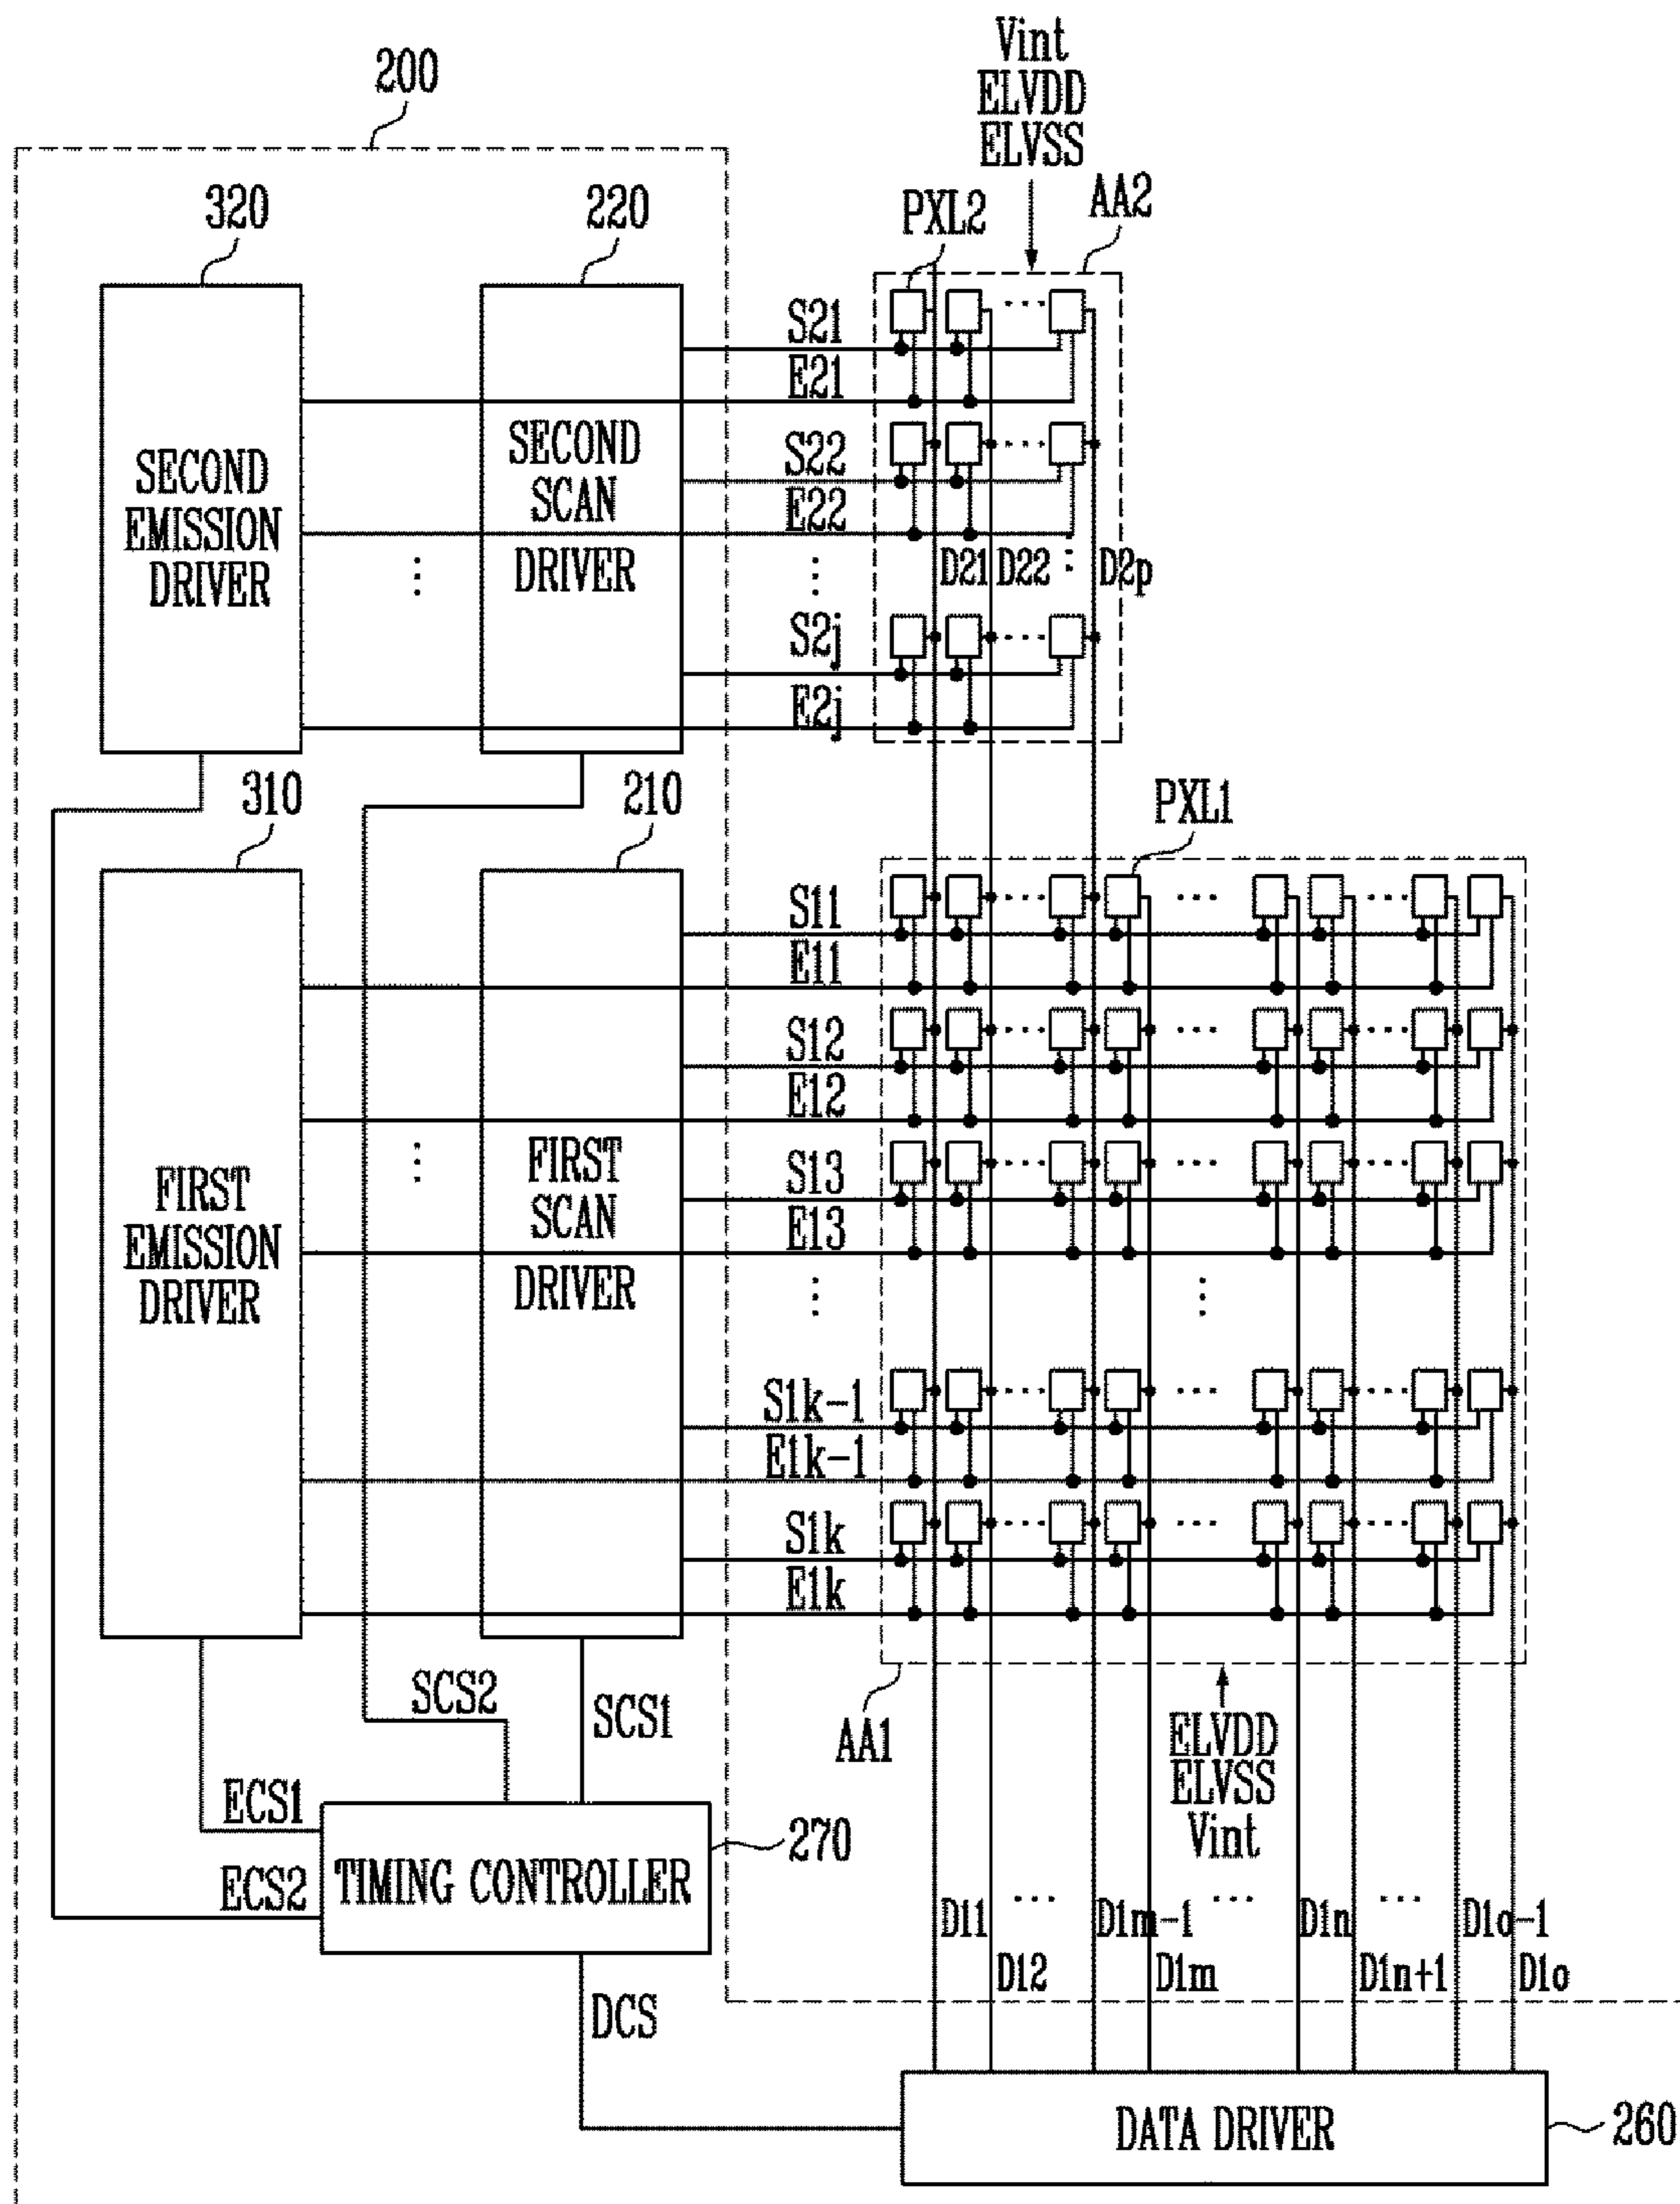 200
Vint
ELVDD
ELVSS
320
220
PXL2
AA2
SECOND
EMISSION
DRIVER
SECOND
SCAN
DRIVER
S21
E21
S22
E22
S2j
E2j
D21
D22
D2p
310
210
PXL1
FIRST
EMISSION
DRIVER
FIRST
SCAN
DRIVER
S11
E11
S12
E12
S13
E13
S1k-1
E1k-1
S1k
E1k
SCS2
SCS1
AA1
ELVDD
ELVSS
Vint
ECS1
ECS2
TIMING CONTROLLER
270
D11
D12
D1m-1
D1m
D1n
D1n+1
D1o-1
D1o
DCS
DATA DRIVER
260